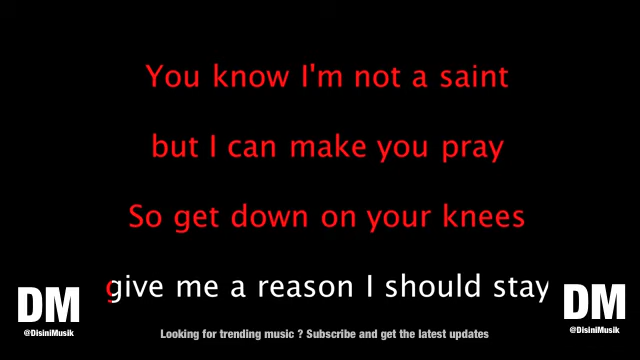 You know I'm not a saint
but I can make you pray
So get down on your knees
give me a reason I should stay
DM
@DisiniMusik
DM
@DisiniMusik
Looking for trending music ? Subscribe and get the latest updates